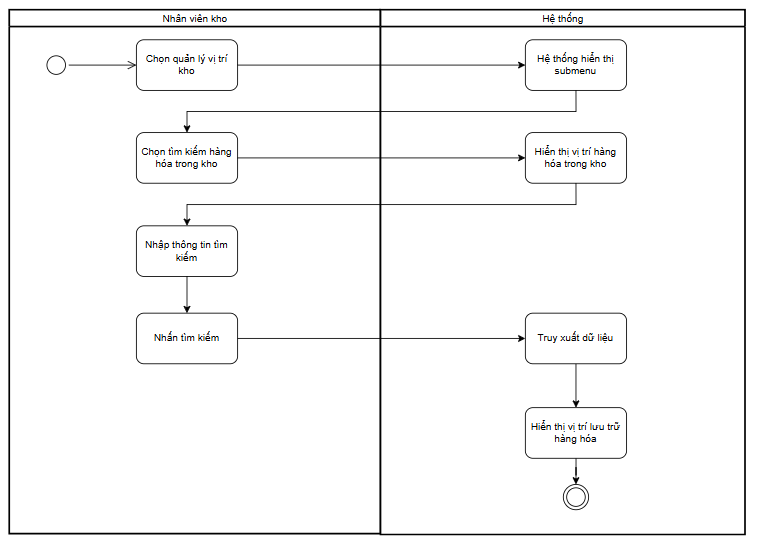 Nhân viên kho
Hệ thống
Chọn quản lý vị trí
kho
Hệ thống hiển thị
submenu
Chọn tìm kiếm hàng
hóa trong kho
Hiển thị vị trí hàng
hóa trong kho
Nhập thông tin tìm
kiếm
Nhấn tìm kiếm
Truy xuất dữ liệu
Hiển thị vị trí lưu trữ
hàng hóa